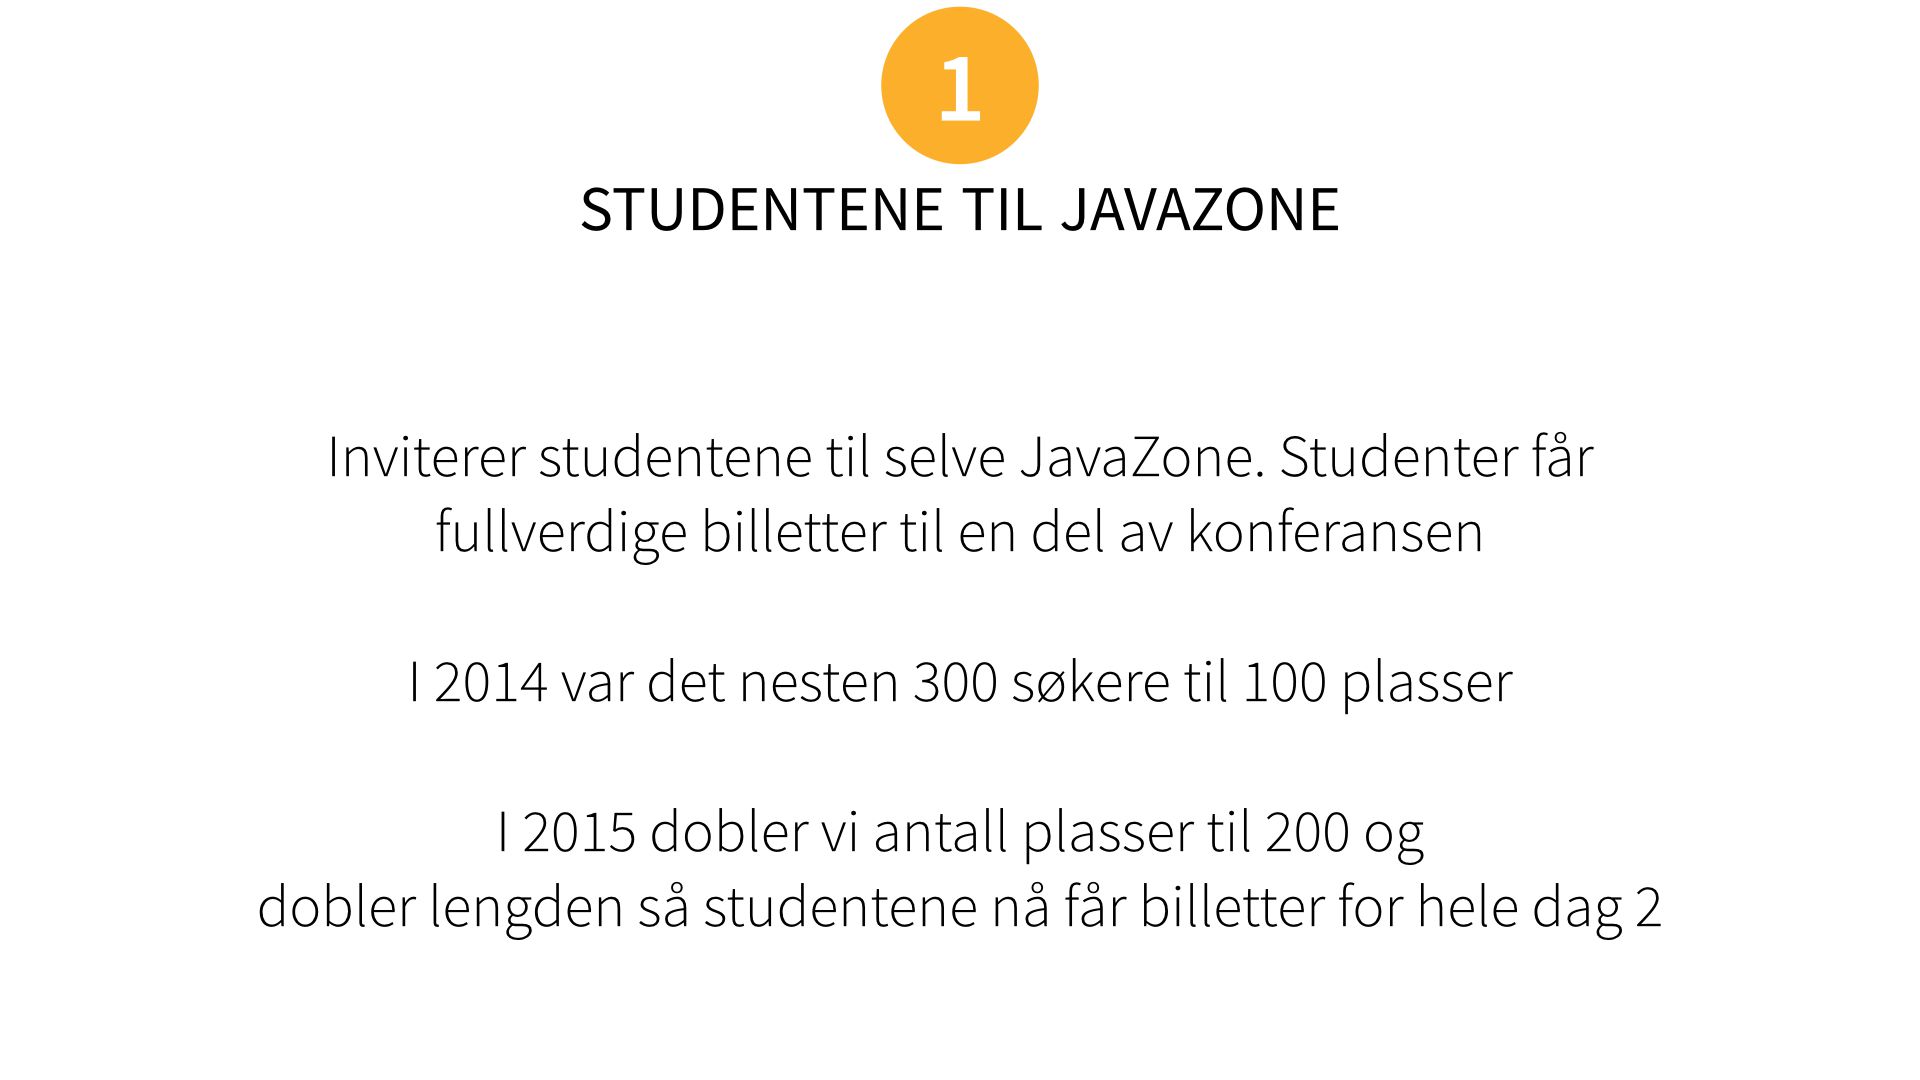 1
STUDENTENE TIL JAVAZONE
Inviterer studentene til selve JavaZone. Studenter får
fullverdige billetter til en del av konferansen
I 2014 var det nesten 300 søkere til 100 plasser
I 2015 dobler vi antall plasser til 200 og
dobler lengden så studentene nå får billetter for hele dag 2